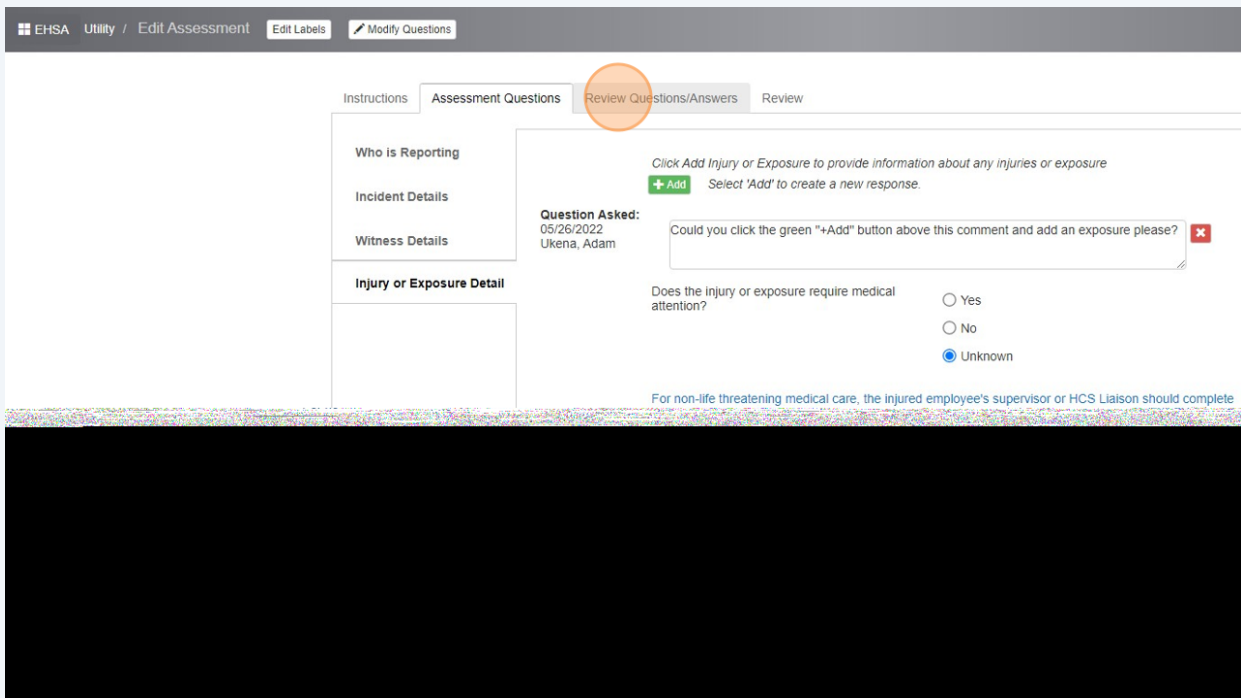 EHSA Utility / Edit Assessment Edit Labels Modify Questions
Instructions Assessment Questions Review Questions/Answers Review
Who is Reporting
Incident Details
Witness Details
Injury or Exposure Detail
Click Add Injury or Exposure to provide information about any injuries or exposure
+ Add Select 'Add' to create a new response.
Question Asked:
05/26/2022
Ukena, Adam
Could you click the green "+Add" button above this comment and add an exposure please?
Does the injury or exposure require medical
attention?
Yes
No
Unknown
For non-life threatening medical care, the injured employee's supervisor or HCS Liaison should complete